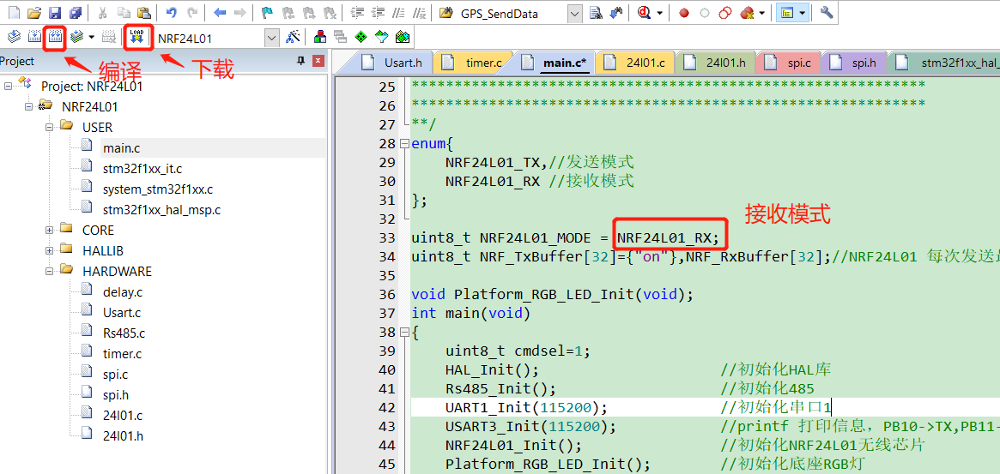 GPS_SendData
LOAD
NRF24L01
Project
编译
下载
Project: NRF24L01
NRF24L01
USER
main.c
stm32f1xx_it.c
system_stm32f1xx.c
stm32f1xx_hal_msp.c
CORE
HALLIB
HARDWARE
delay.c
Usart.c
Rs485.c
timer.c
spi.c
spi.h
24l01.c
24l01.h
Usart.h timer.c main.c* 24l01.c 24l01.h spi.c spi.h stm32f1xx_hal_
25 ************************************************************
26 ************************************************************
27 **/
28 enum{
29 NRF24L01_TX,//发送模式
30 NRF24L01_RX //接收模式
31 };
32
接收模式
33 uint8_t NRF24L01_MODE = NRF24L01_RX;
34 uint8_t NRF_TxBuffer[32]={"on"},NRF_RxBuffer[32];//NRF24L01 每次发送
35
36 void Platform_RGB_LED_Init(void);
37 int main(void)
38 {
39 uint8_t cmdsel=1;
40 HAL_Init(); //初始化HAL库
41 Rs485_Init(); //初始化485
42 UART1_Init(115200); //初始化串口1
43 USART3_Init(115200); //printf 打印信息，PB10->TX,PB11-
44 NRF24L01_Init(); //初始化NRF24L01无线芯片
45 Platform_RGB_LED_Init(); //初始化底座RGB灯